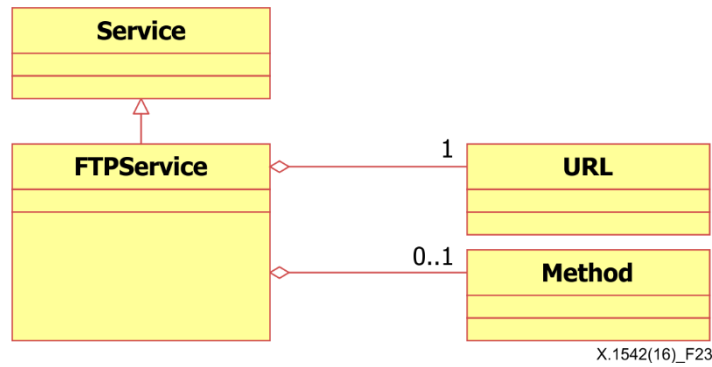 Service
FTPService
1
URL
0..1
Method
X.1542(16)_F23